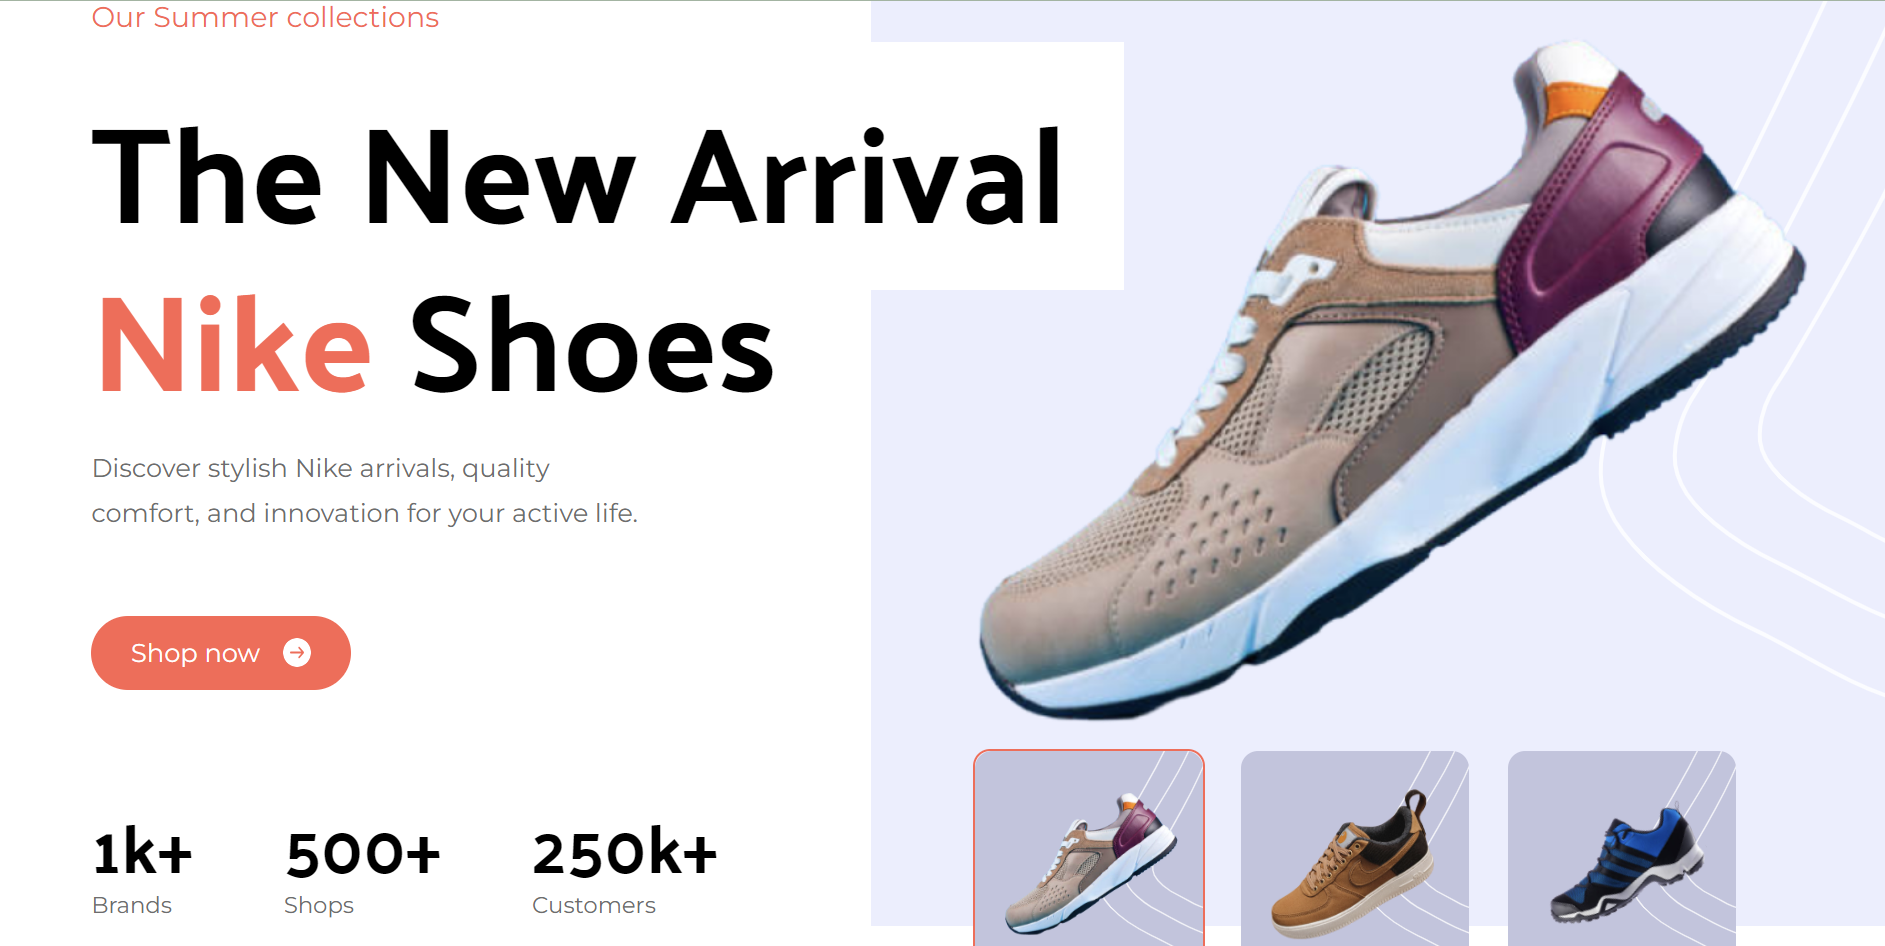 Our Summer collections
The New Arrival
Nike Shoes
Discover stylish Nike arrivals, quality
comfort, and innovation for your active life.
Shop now
1k+ 500+ 250k+
Brands Shops Customers